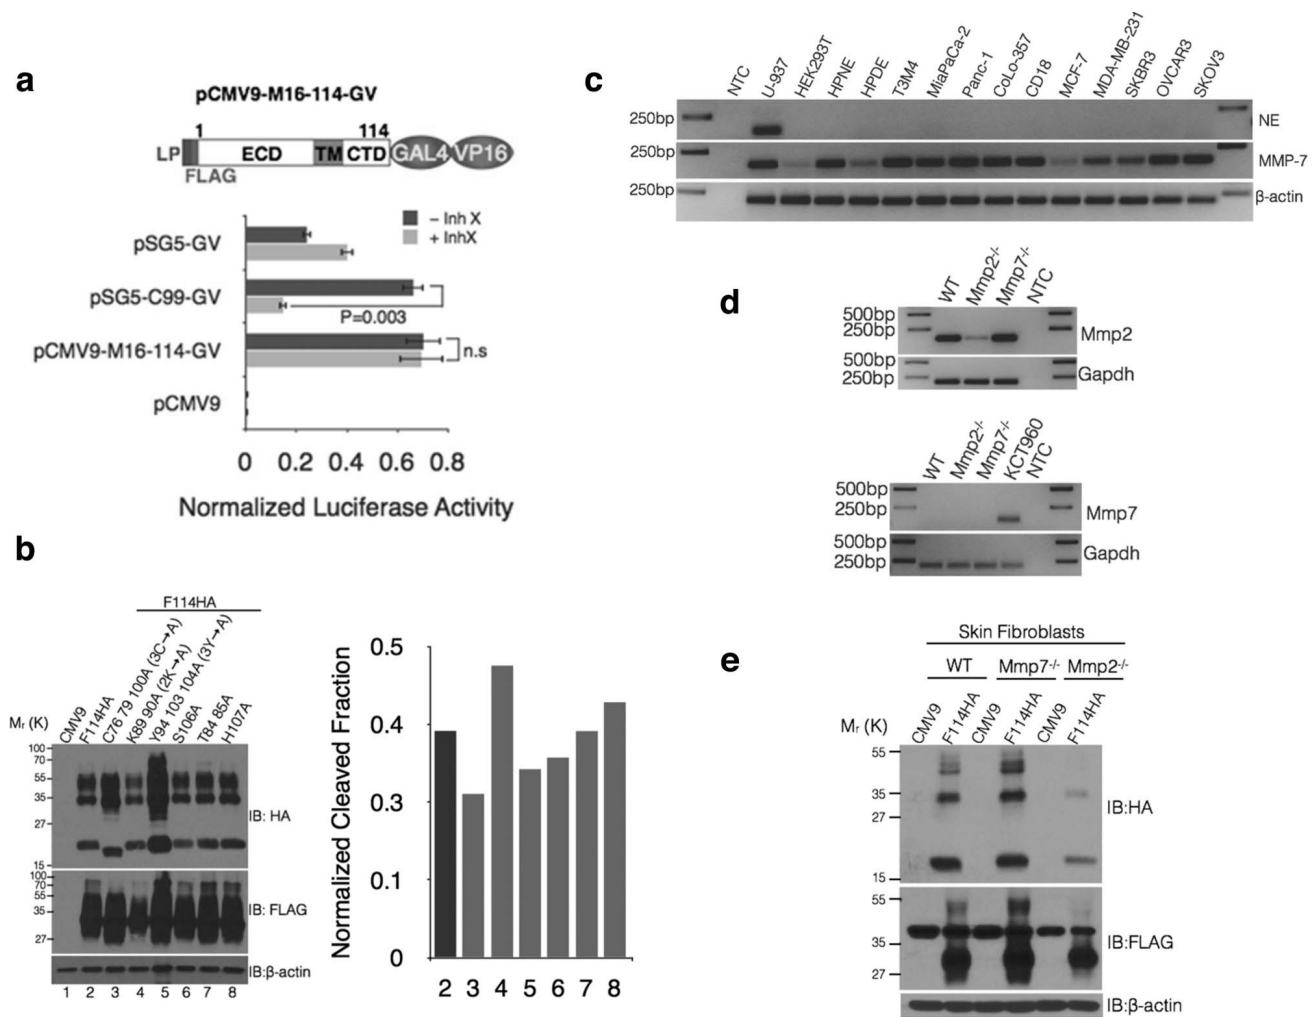 a
pCMV9-M16-114-GV
1 114
LP ECD TM CTD GAL4 VP16
FLAG
– Inh X
+ InhX
pSG5-GV
pSG5-C99-GV
P=0.003
pCMV9-M16-114-GV
n.s
pCMV9
0 0.2 0.4 0.6 0.8
Normalized Luciferase Activity
b
F114HA
Mr (K)
CMV9
F114HA
C76 79 100A (3C→A)
K89 90A (2K→A)
Y94 103 104A (3Y→A)
S106A
T84 85A
H107A
100
70
55
35
27
15
IB: HA
100
70
55
35
27
IB: FLAG
IB:β-actin
1 2 3 4 5 6 7 8
Normalized Cleaved Fraction
0.5
0.4
0.3
0.1
0
2 3 4 5 6 7 8
c
NTC
U-937
HEK293T
HPNE
HPDE
T3M4
MiaPaCa-2
Panc-1
CoLo-357
CD18
MCF-7
MDA-MB-231
SKBR3
OVCAR3
SKOV3
250bp NE
250bp MMP-7
250bp β-actin
d
WT
Mmp2-/-
Mmp7-/-
NTC
500bp
250bp
Mmp2
500bp
250bp
Gapdh
WT
Mmp2-/-
Mmp7-/-
KCT960
NTC
500bp
250bp
Mmp7
500bp
250bp
Gapdh
e
Skin Fibroblasts
WT Mmp7-/- Mmp2-/-
Mr (K)
CMV9
F114HA
CMV9
F114HA
CMV9
F114HA
55
35
27
15
IB:HA
55
35
27
IB:FLAG
IB:β-actin